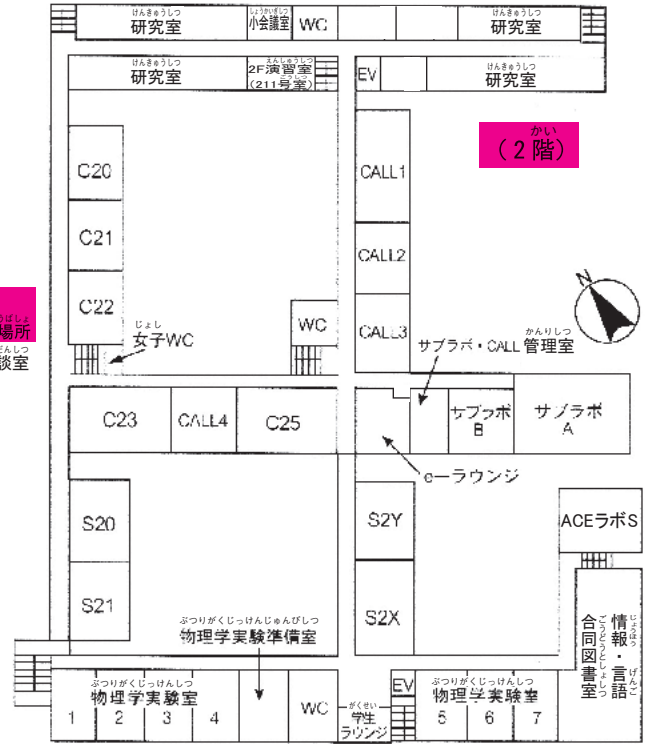 けんきゅうしつ
研究室
しょうかいぎしつ
小会議室
WC
けんきゅうしつ
研究室
けんきゅうしつ
研究室
えんしゅうしつ
2F演習室
(211号室)
ごうしつ
EV
けんきゅうしつ
研究室
かい
(2階)
C20
CALL1
C21
CALL2
C22
WC
CALL3
じょし
女子WC
かんりしつ
サブラボ・CALL管理室
場所
談室
C23
CALL4
C25
サブラボ
B
サブラボ
A
e-ラウンジ
S20
S2Y
ACEラボS
S21
S2X
ぶつりがくじっけんじゅんびしつ
物理学実験準備室
じょうほう げんご
情報・言語
ごうどうとしょしつ
合同図書室
ぶつりがくじっけんしつ
物理学実験室
1 2 3 4
WC
がくせい
学生
ラウンジ
EV
ぶつりがくじっけんしつ
物理学実験室
5 6 7
N